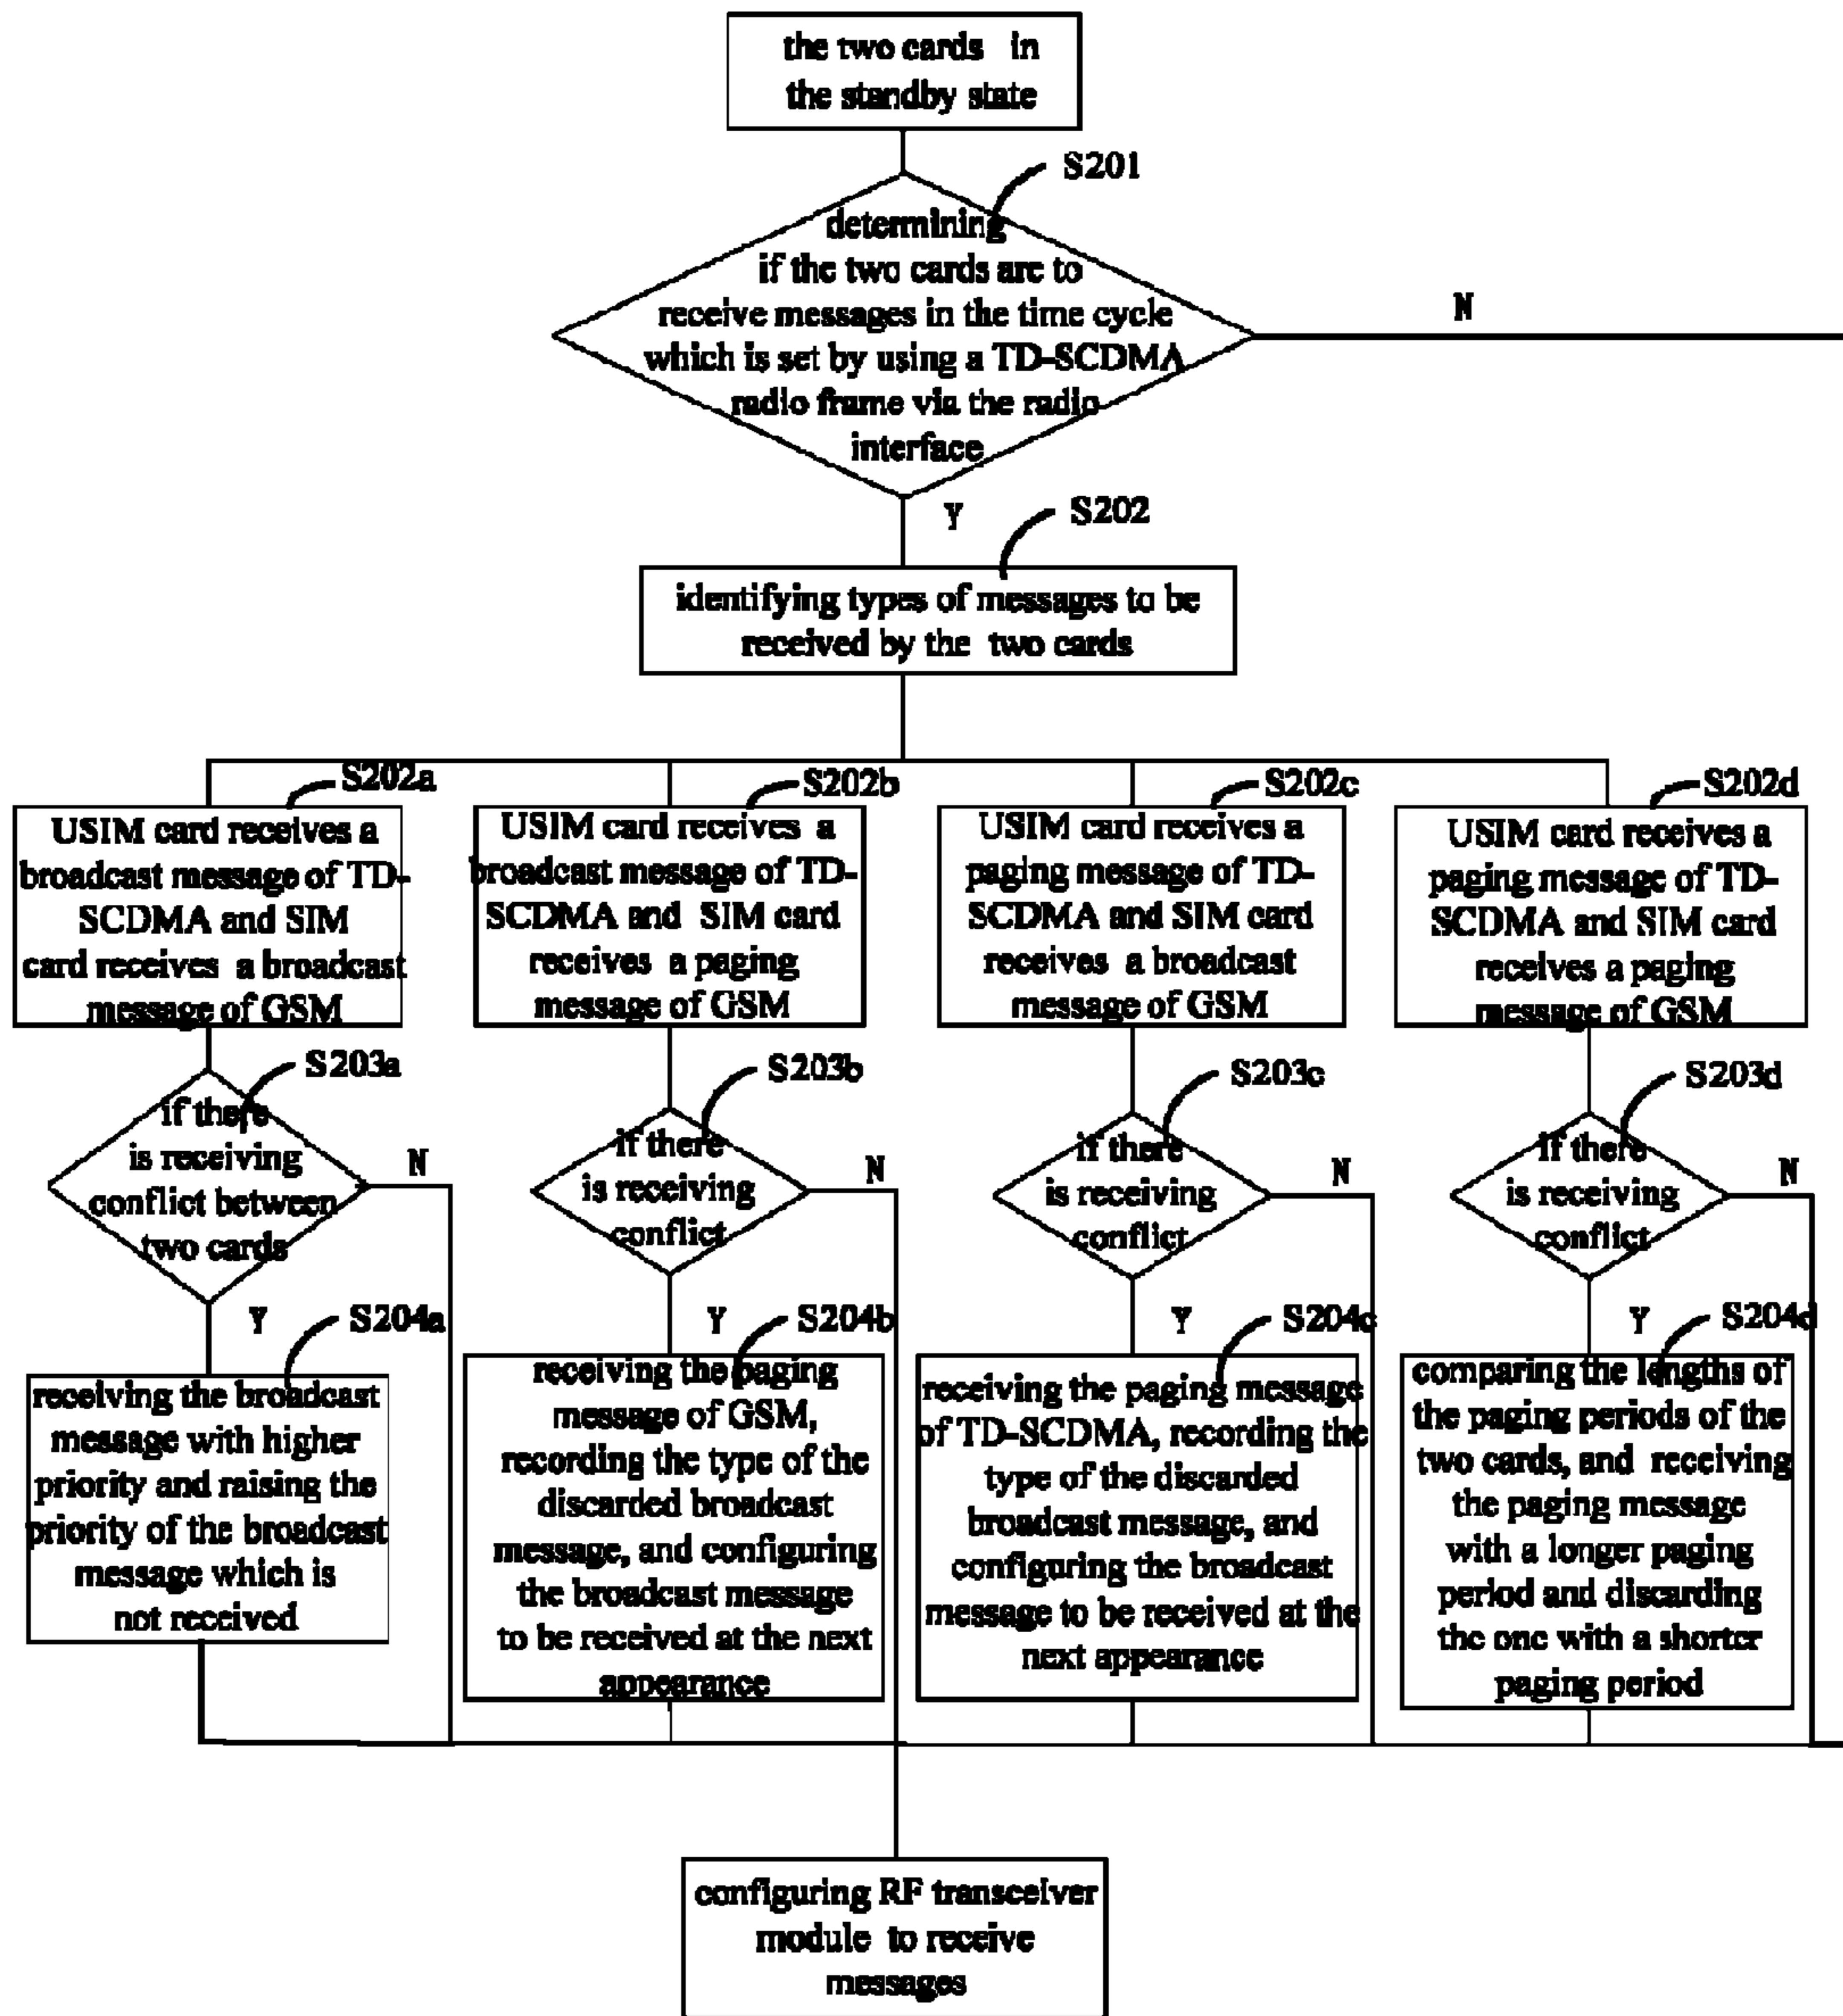 the two cards in
the standby state
S201
determining
if the two cards are to
receive messages in the time cycle
which is set by using a TD-SCDMA
radio frame via the radio
interface
N
Y
S202
identifying types of messages to be
received by the two cards
S202a
USIM card receives a
broadcast message of TD-
SCDMA and SIM
card receives a broadcast
message of GSM
S202b
USIM card receives a
broadcast message of TD-
SCDMA and SIM card
receives a paging
message of GSM
S202c
USIM card receives a
paging message of TD-
SCDMA and SIM card
receives a broadcast
message of GSM
S202d
USIM card receives a
paging message of TD-
SCDMA and SIM card
receives a paging
message of GSM
S203a
if there
is receiving
conflict between
two cards
N
Y
S203b
if there
is receiving
conflict
N
Y
S203c
if there
is receiving
conflict
N
Y
S203d
if there
is receiving
conflict
N
Y
S204a
receiving the broadcast
message with higher
priority and raising the
priority of the broadcast
message which is
not received
S204b
receiving the paging
message of GSM,
recording the type of the
discarded broadcast
message, and configuring
the broadcast message
to be received at the next
appearance
S204c
receiving the paging message
of TD-SCDMA, recording the
type of the discarded
broadcast message, and
configuring the broadcast
message to be received at the
next appearance
S204d
comparing the lengths of
the paging periods of the
two cards, and receiving
the paging message
with a longer paging
period and discarding
the one with a shorter
paging period
configuring RF transceiver
module to receive
messages